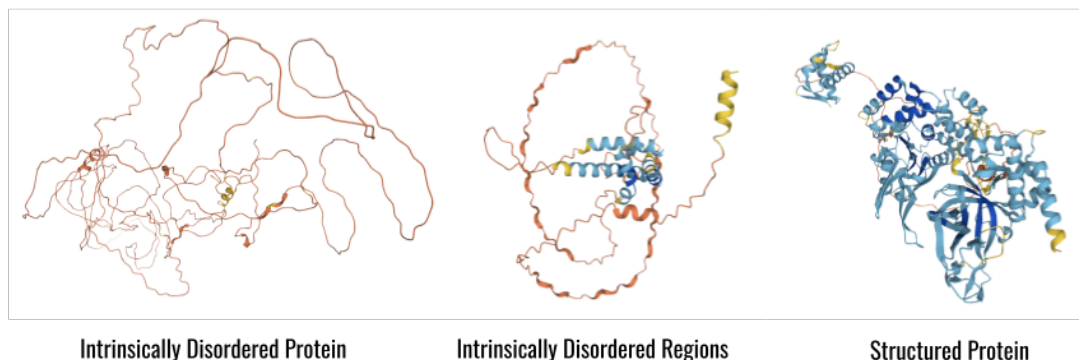 Intrinsically Disordered Protein
Intrinsically Disordered Regions
Structured Protein